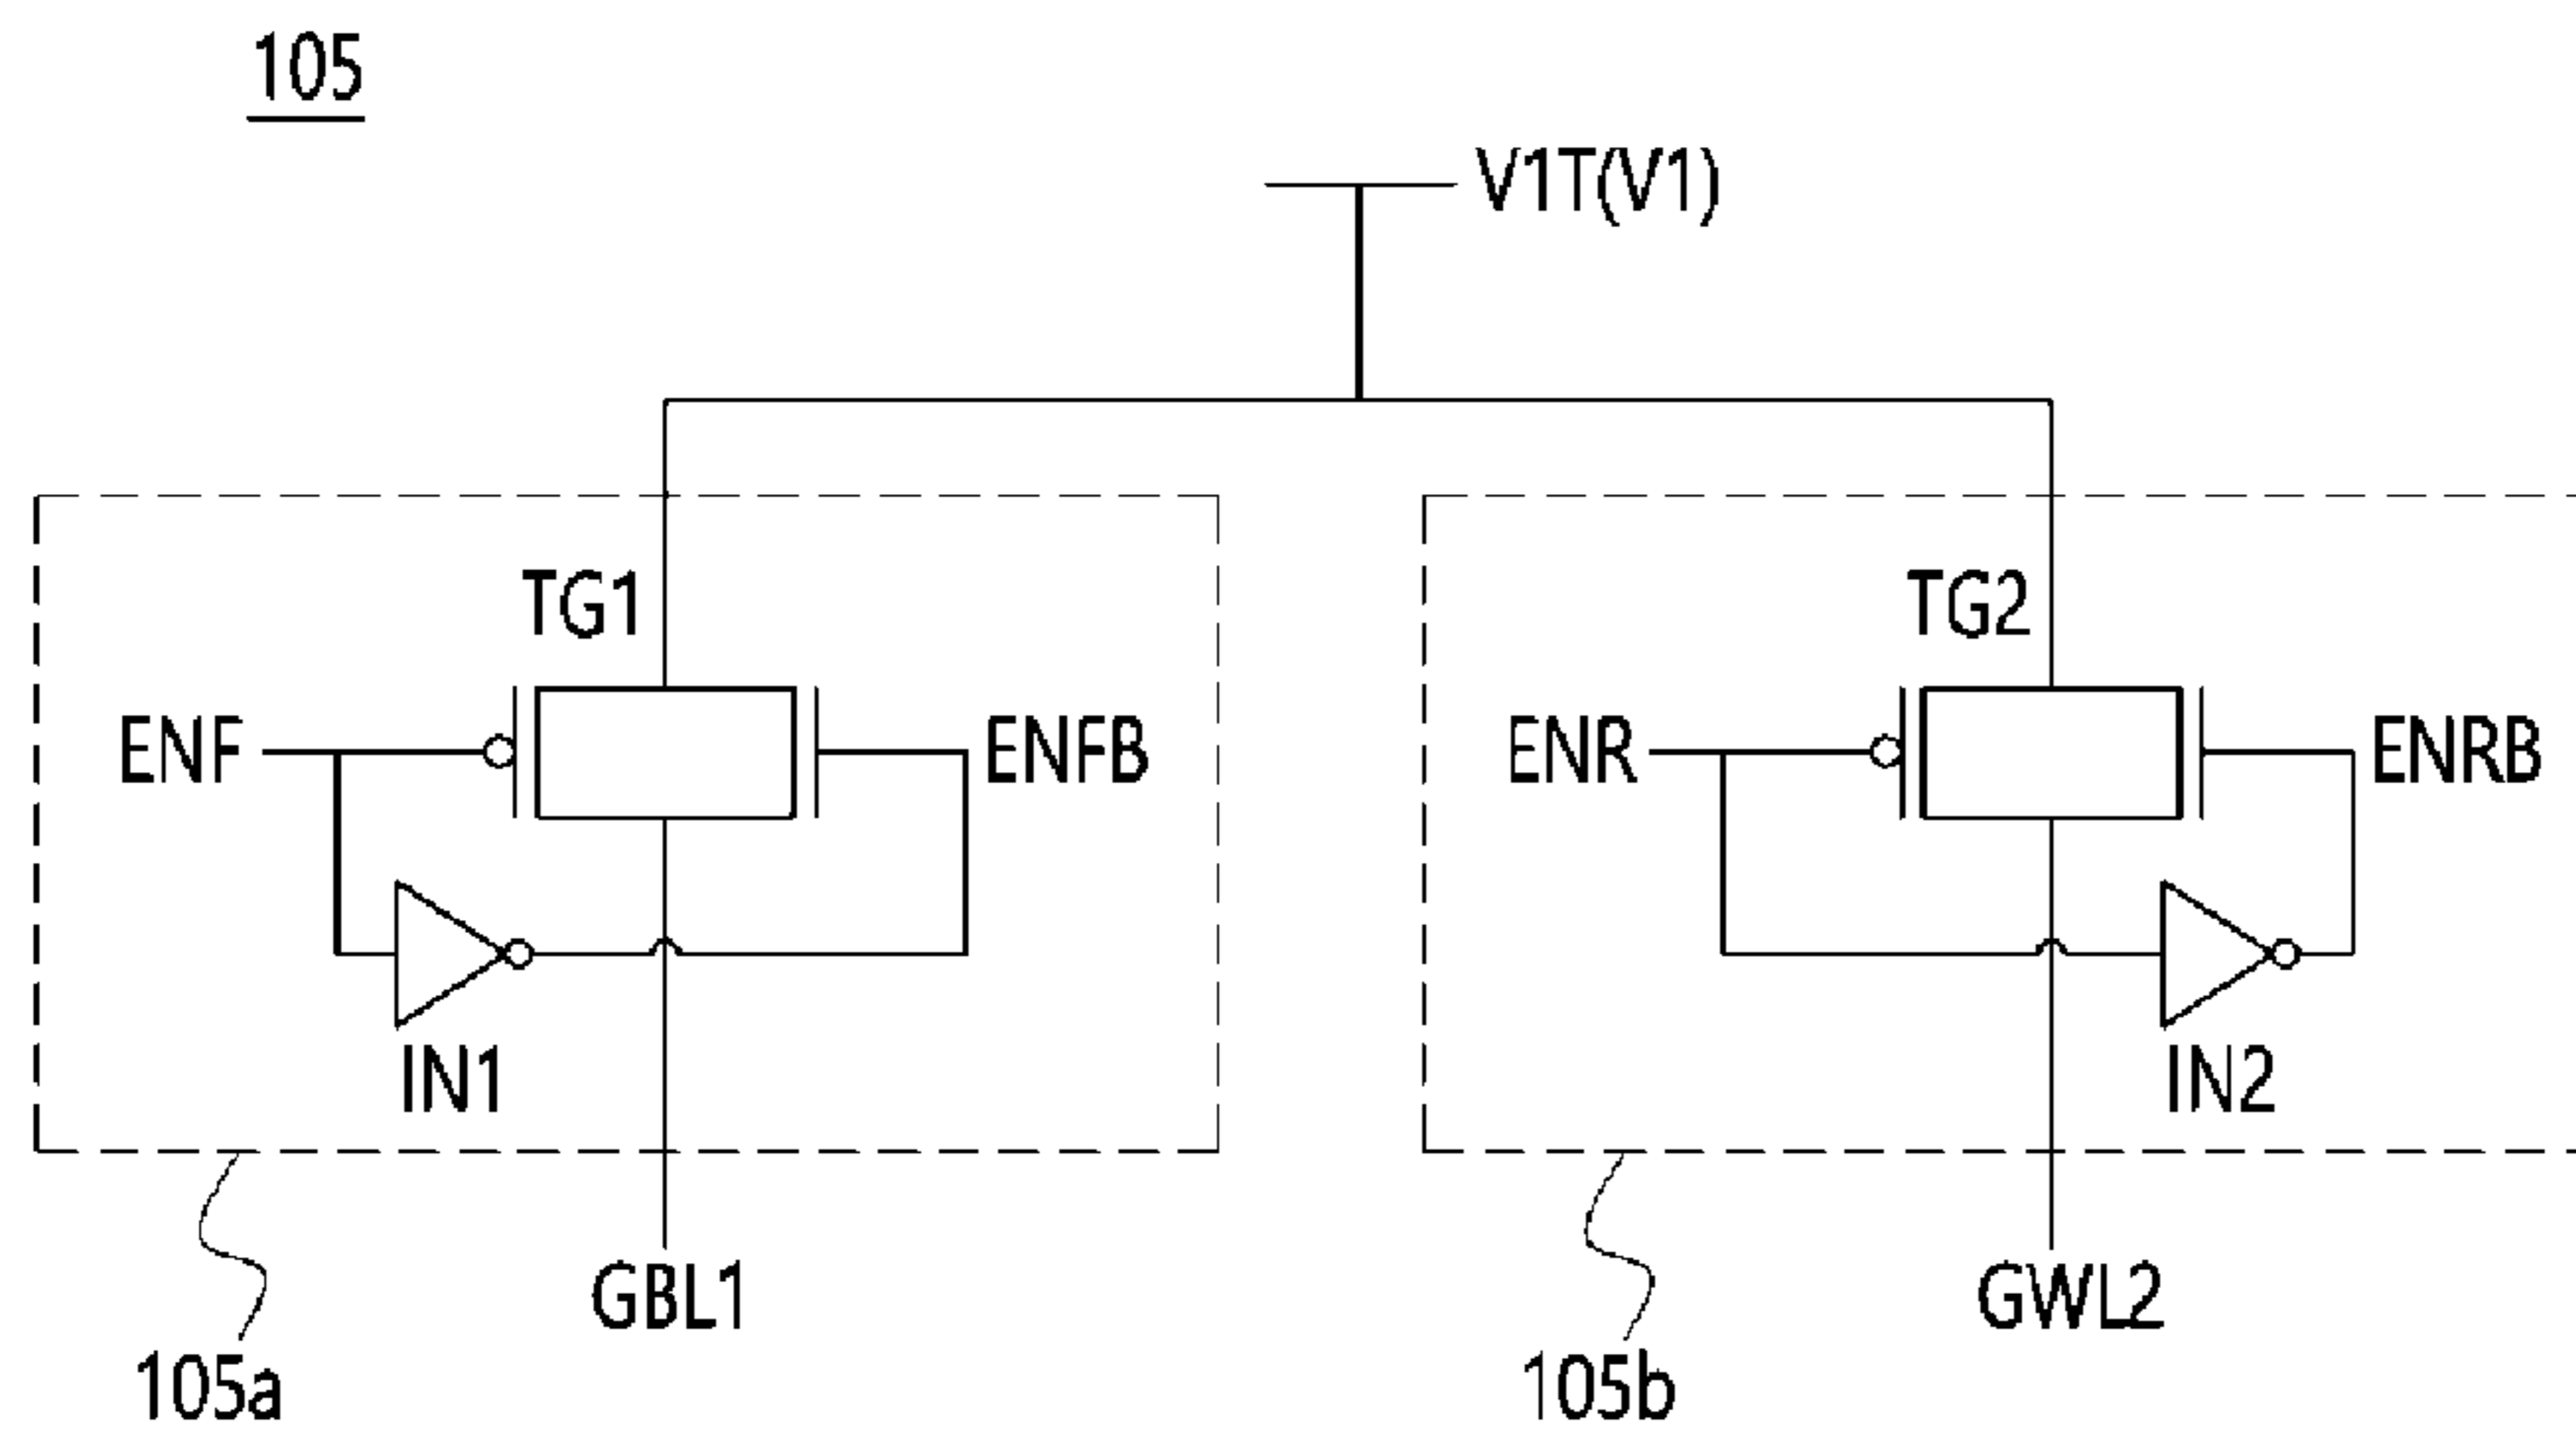 105
V1T(V1)
TG1
TG2
ENF
ENFB
ENR
ENRB
IN1
IN2
GBL1
GWL2
105a
105b